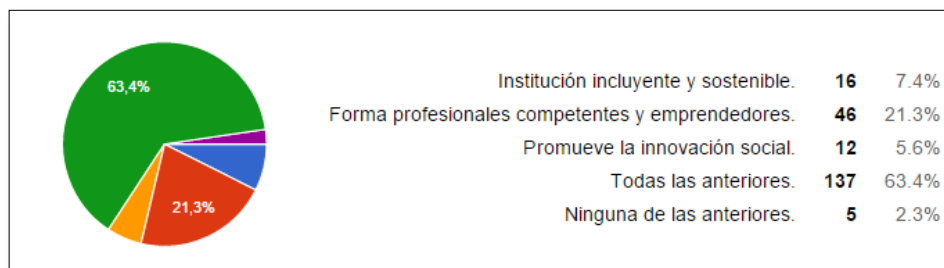 63,4%
21,3%
Institución incluyente y sostenible. 16 7.4%
Forma profesionales competentes y emprendedores. 46 21.3%
Promueve la innovación social. 12 5.6%
Todas las anteriores. 137 63.4%
Ninguna de las anteriores. 5 2.3%